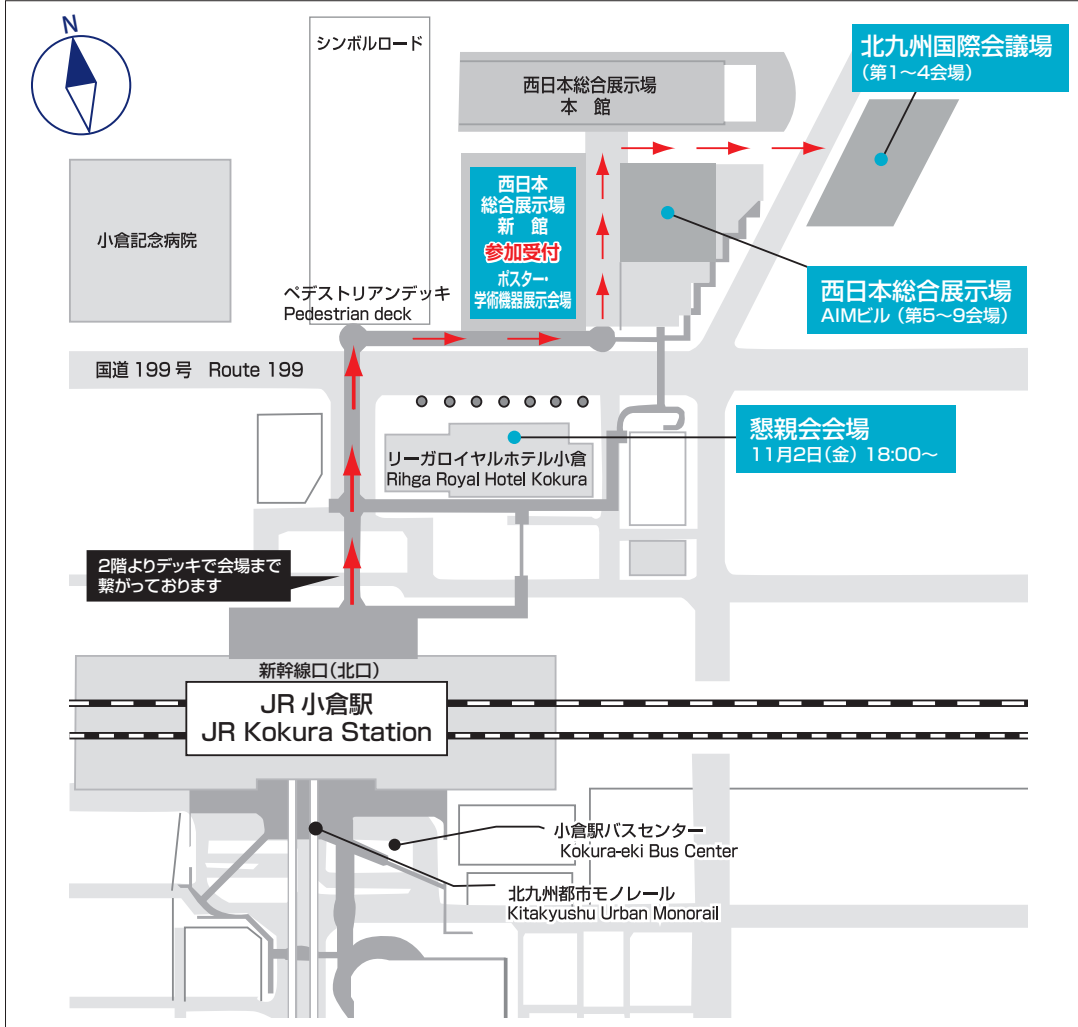 N
シンボルロード
北九州国際会議場
(第1～4会場)
西日本総合展示場
本 館
西日本
総合展示場
新 館
参加受付
ポスター・
学術機器展示会場
小倉記念病院
西日本総合展示場
AIMビル (第5～9会場)
ペデストリアンデッキ
Pedestrian deck
国道 199 号 Route 199
懇親会会場
11月2日(金) 18:00～
リーガロイヤルホテル小倉
Rihga Royal Hotel Kokura
2階よりデッキで会場まで
繋がっております
新幹線口(北口)
JR 小倉駅
JR Kokura Station
小倉駅バスセンター
Kokura-eki Bus Center
北九州都市モノレール
Kitakyushu Urban Monorail